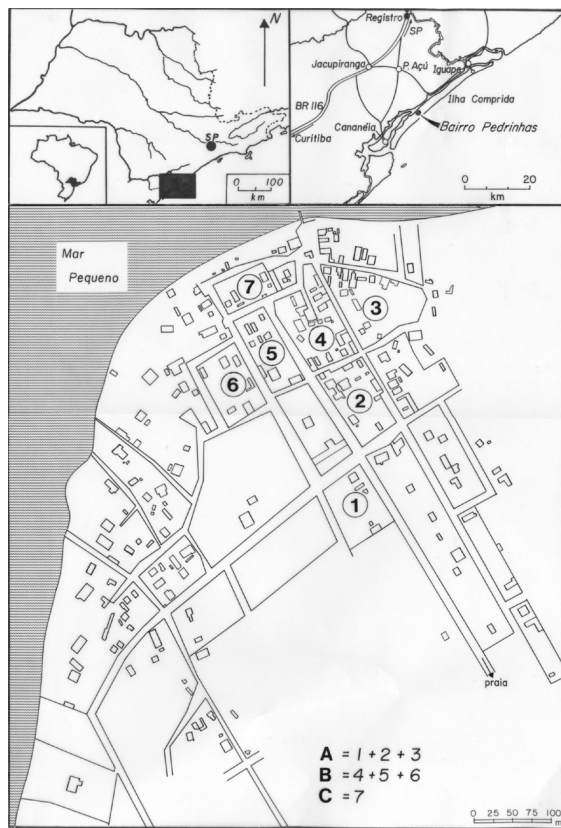 N
SP
0 100
km
Registro
SP
Jacupiranga
P. Açú
Iguape
BR 116
Ilha Comprida
Curitiba
Cananéia
Bairro Pedrinhas
0 20
km
Mar
Pequeno
7
3
4
5
6
2
1
praia
A = 1 + 2 + 3
B = 4 + 5 + 6
C = 7
0 25 50 75 100
m